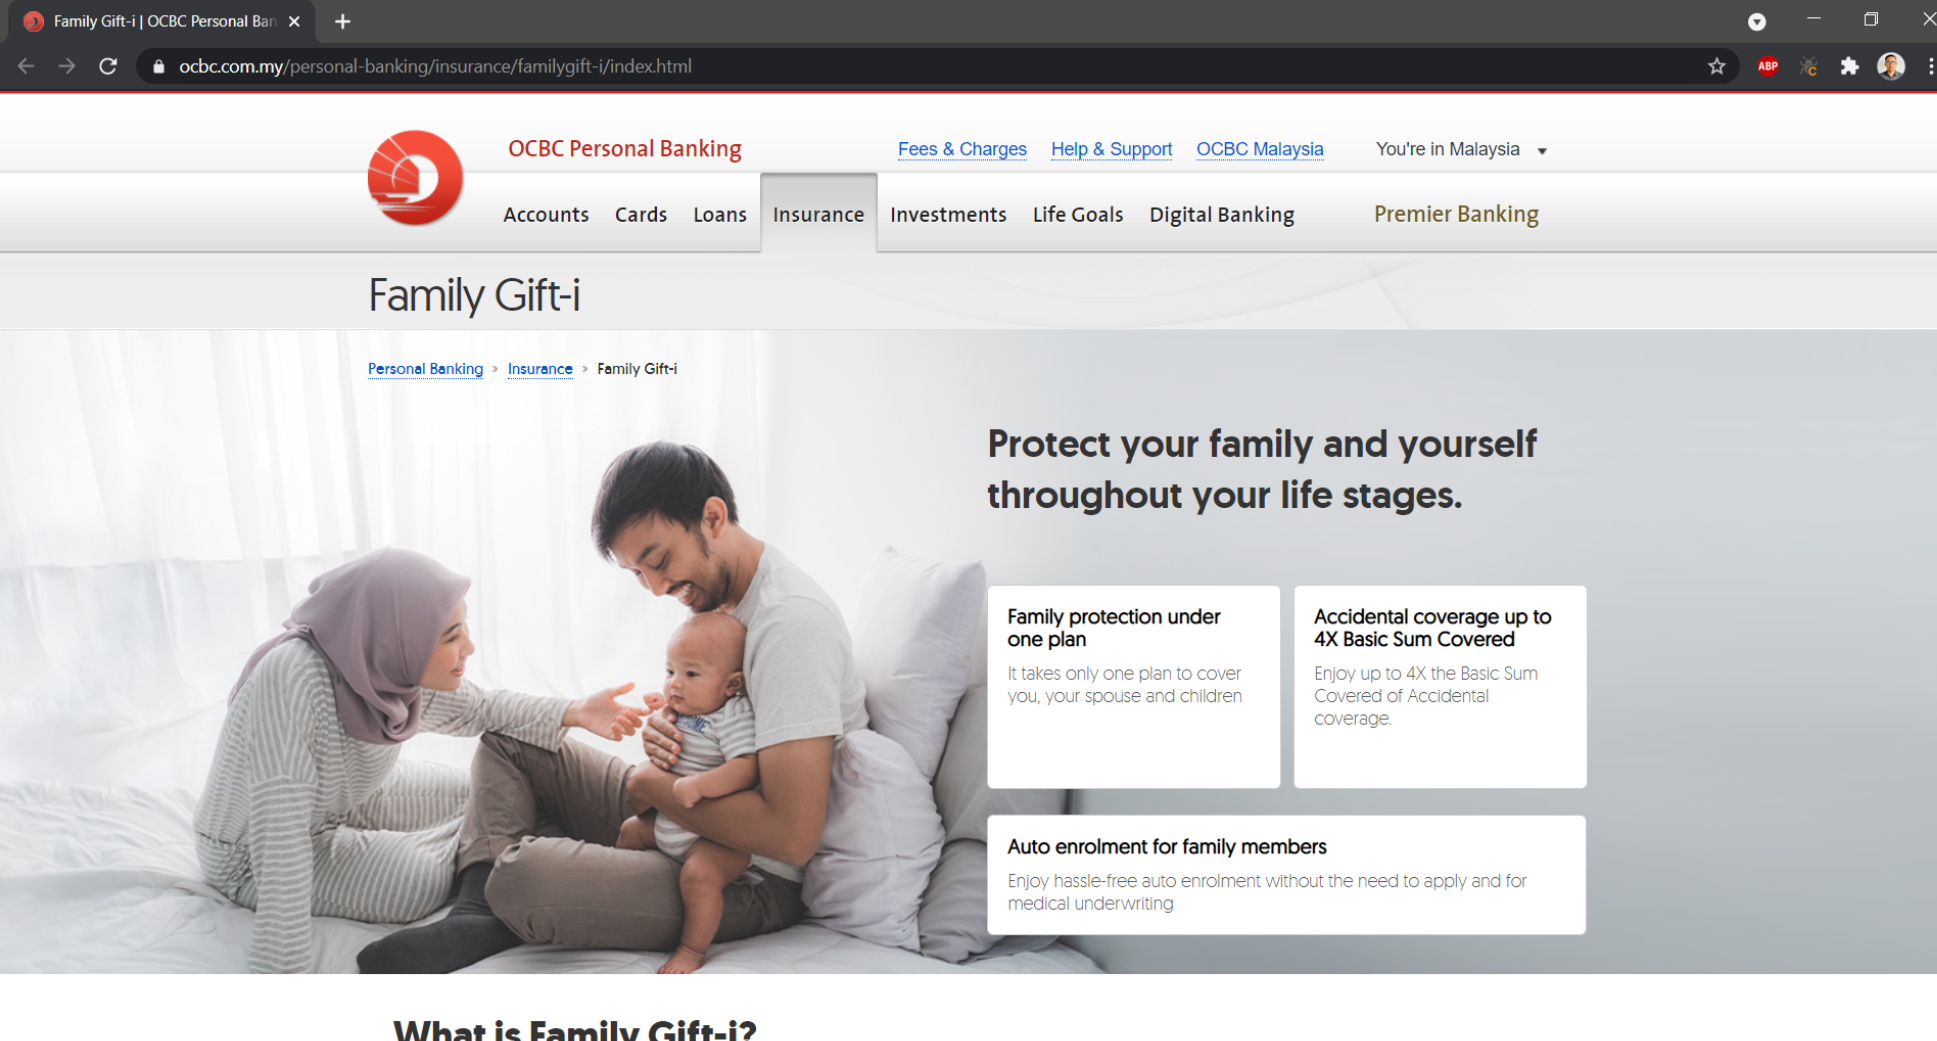 Family Gift-i | OCBC Personal Ban
ocbc.com.my/personal-banking/insurance/familygift-i/index.html
ABP
OCBC Personal Banking
Fees & Charges
Help & Support
OCBC Malaysia
You're in Malaysia
Accounts
Cards
Loans
Insurance
Investments
Life Goals
Digital Banking
Premier Banking
Family Gift-i
Personal Banking > Insurance > Family Gift-i
Protect your family and yourself
throughout your life stages.
Family protection under
one plan
It takes only one plan to cover
you, your spouse and children
Accidental coverage up to
4X Basic Sum Covered
Enjoy up to 4X the Basic Sum
Covered of Accidental
coverage.
Auto enrolment for family members
Enjoy hassle-free auto enrolment without the need to apply and for
medical underwriting
What is Family Gift-i?